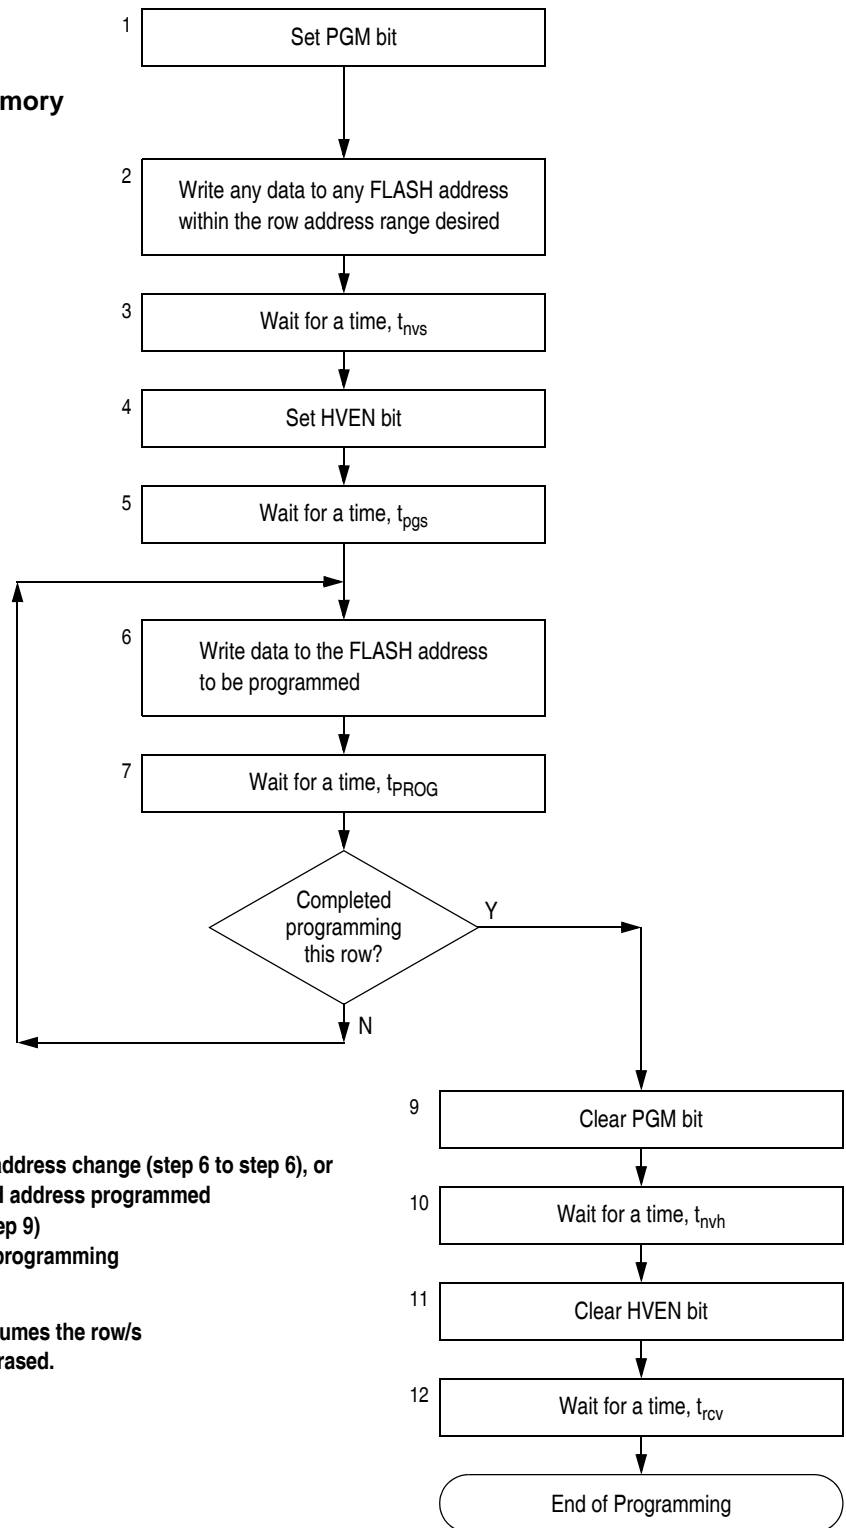 1
Set PGM bit
mory
2
Write any data to any FLASH address
within the row address range desired
3
Wait for a time, tnvs
4
Set HVEN bit
5
Wait for a time, tpgs
6
Write data to the FLASH address
to be programmed
7
Wait for a time, tPROG
Completed
programming
this row?
Y
N
9
Clear PGM bit
address change (step 6 to step 6), or
address programmed
ep 9)
programming
10
Wait for a time, tnvh
11
Clear HVEN bit
umes the row/s
rased.
12
Wait for a time, trcv
End of Programming